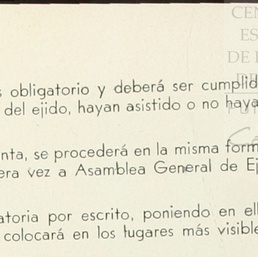 CEN
ES
DE
s obligatorio y deberá ser cumplid
del ejido, hayan asistido o no haya
nta, se procederá en la misma form
era vez a Asamblea General de Ej
atoria por escrito, poniendo en ell
colocará en los lugares más visible